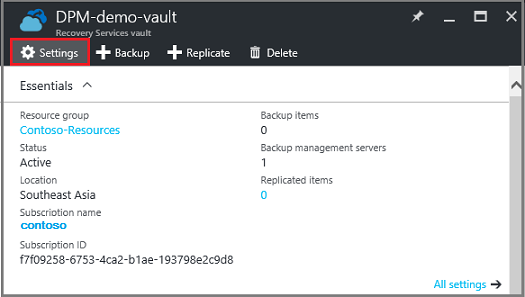 DPM-demo-vault
Recovery Services vault
Settings
Backup
Replicate
Delete
Essentials
Resource group
Contoso-Resources
Backup items
0
Status
Active
Backup management servers
1
Location
Southeast Asia
Replicated items
0
Subscription name
contoso
Subscription ID
f7f09258-6753-4ca2-b1ae-193798e2c9d8
All settings